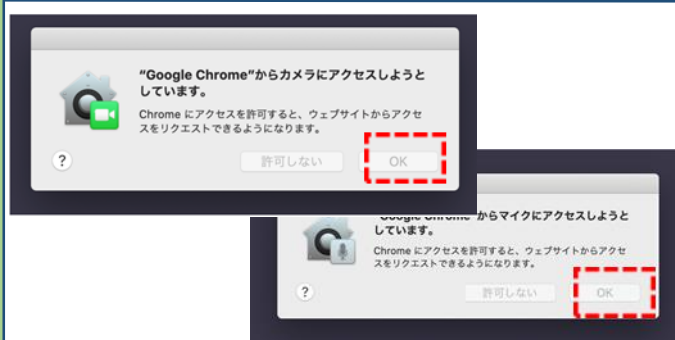 “Google Chrome”からカメラにアクセスしようと
しています。
Chrome にアクセスを許可すると、ウェブサイトからアクセ
スをリクエストできるようになります。
?
許可しない
OK
“Google Chrome”からマイクにアクセスしようと
しています。
Chrome にアクセスを許可すると、ウェブサイトからアクセ
スをリクエストできるようになります。
?
許可しない
OK